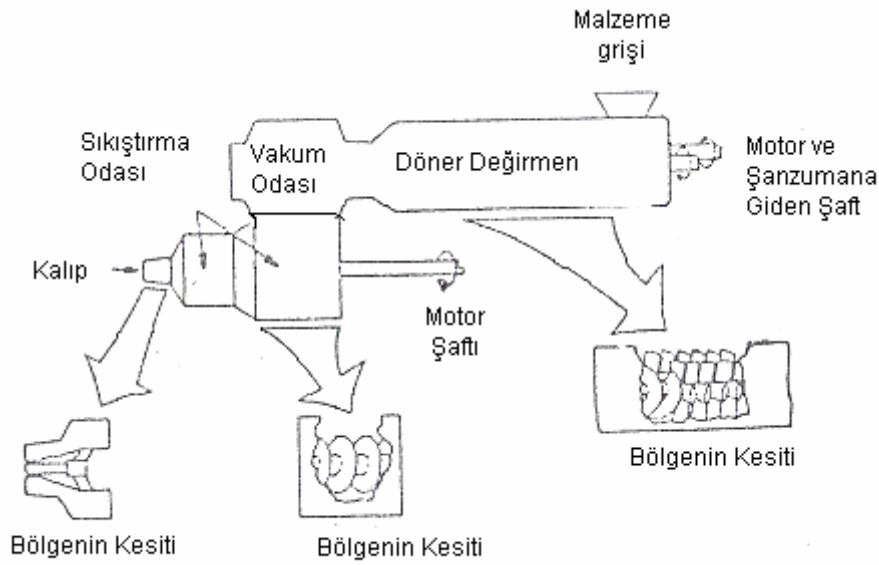 Malzeme
grişi
Sıkıştırma
Odası
Vakum
Odası
Döner Değirmen
Motor ve
Şanzumana
Giden Şaft
Kalıp
Motor
Şaftı
Bölgenin Kesiti
Bölgenin Kesiti
Bölgenin Kesiti